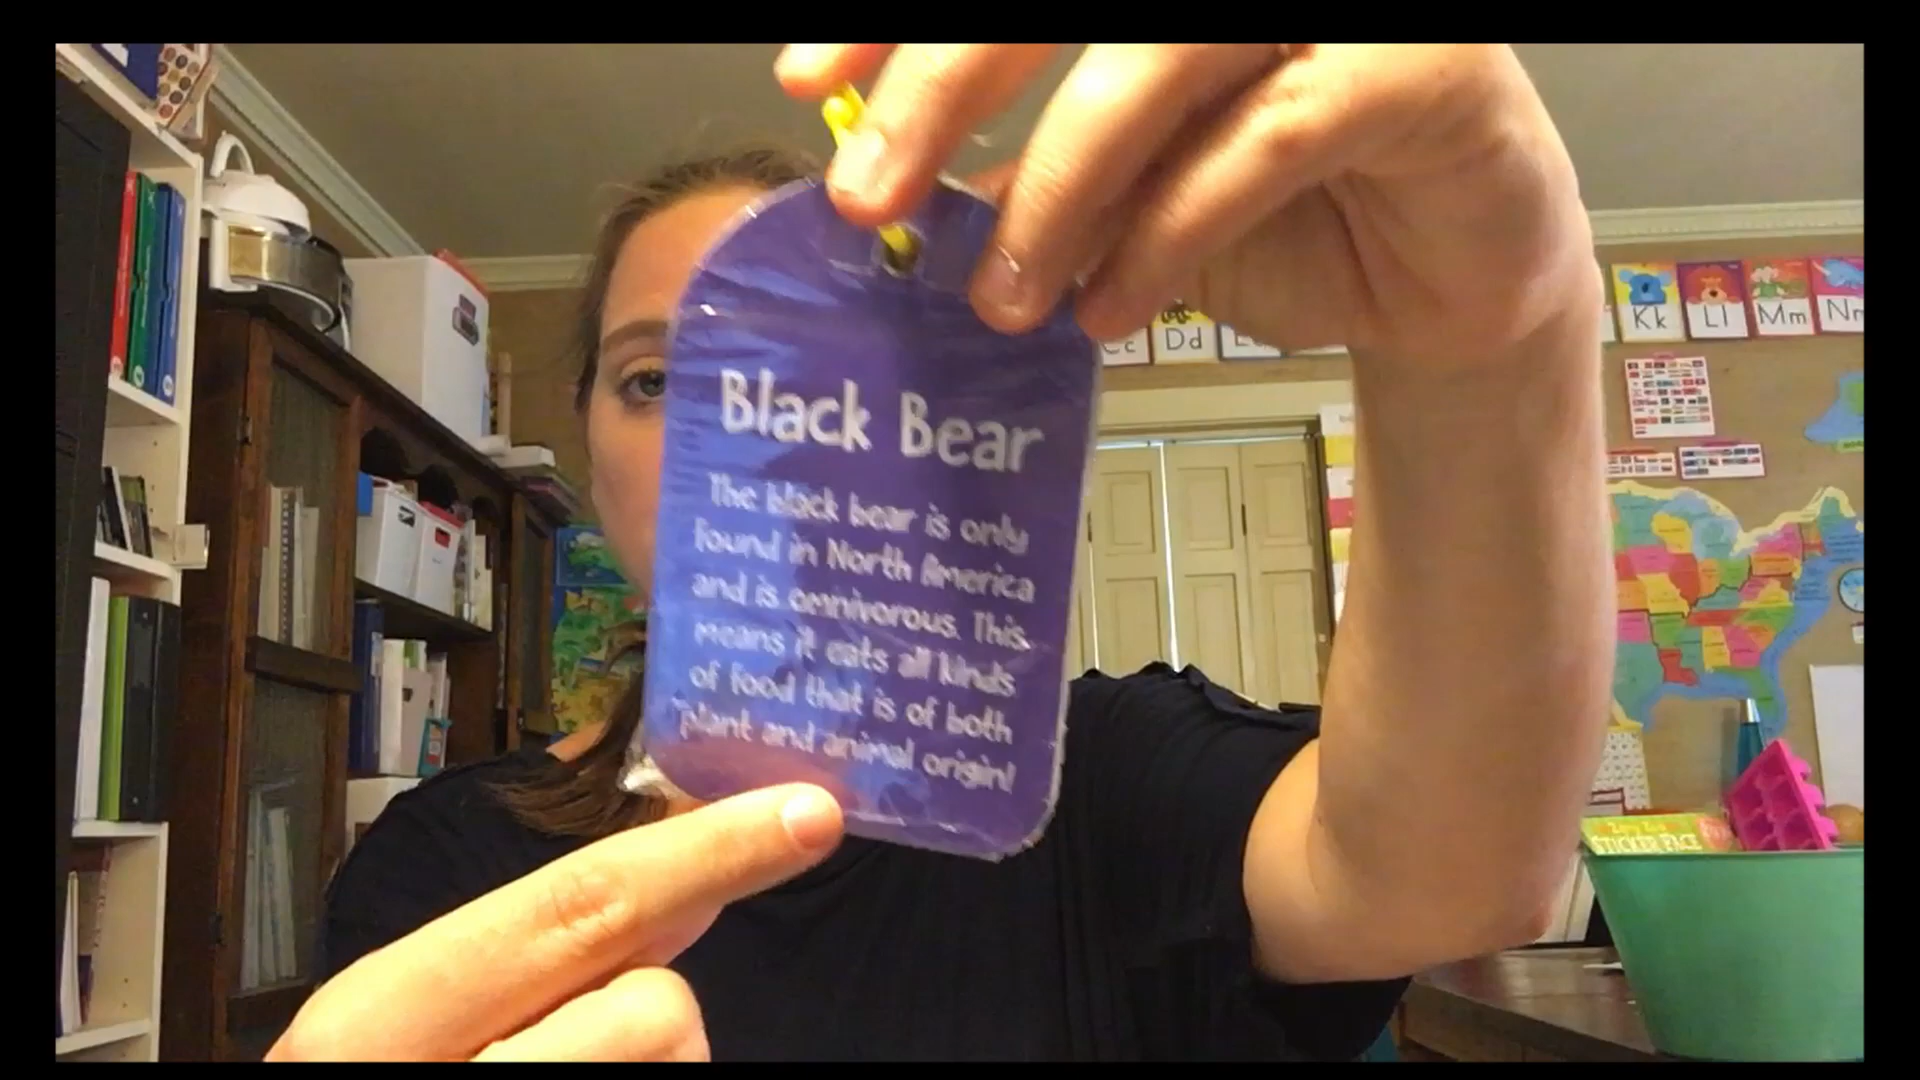 Black Bear
The black bear is only
found in North America
and is omnivorous. This
means it eats all kinds
of food that is of both
plant and animal origin!
Cc
Dd
Kk
Ll
Mm
Nn
STICKER FACE